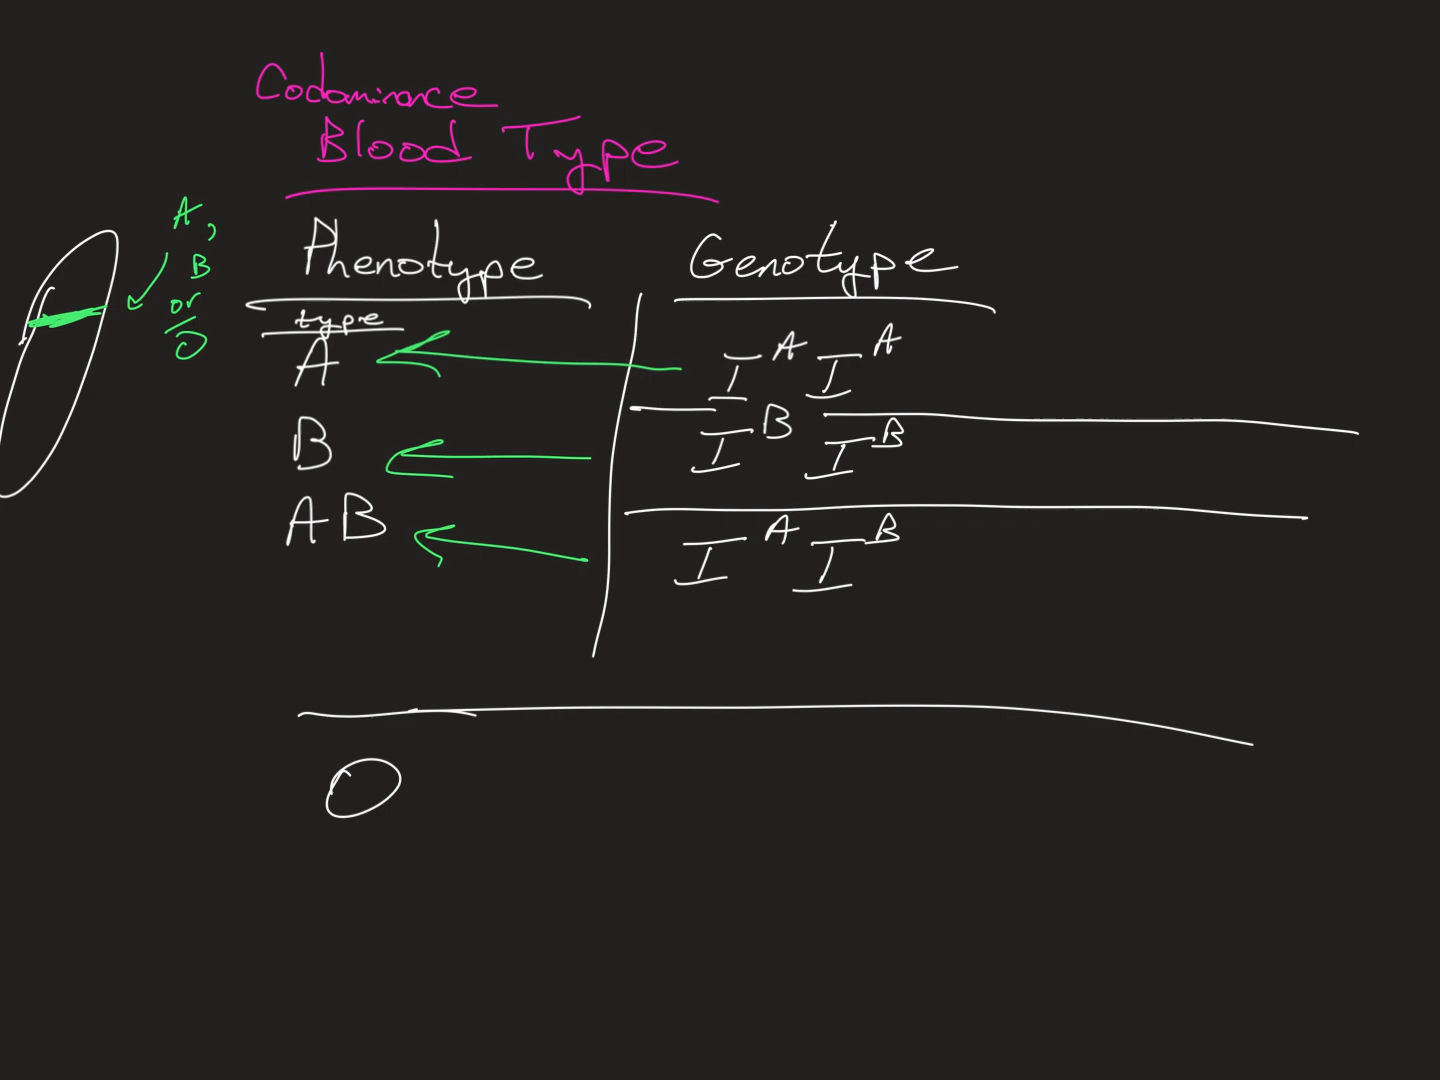 Codominance
Blood Type
A,
B
or
O
Phenotype
Genotype
type
A
I^A I^A
B
I^B I^B
AB
I^A I^B
O